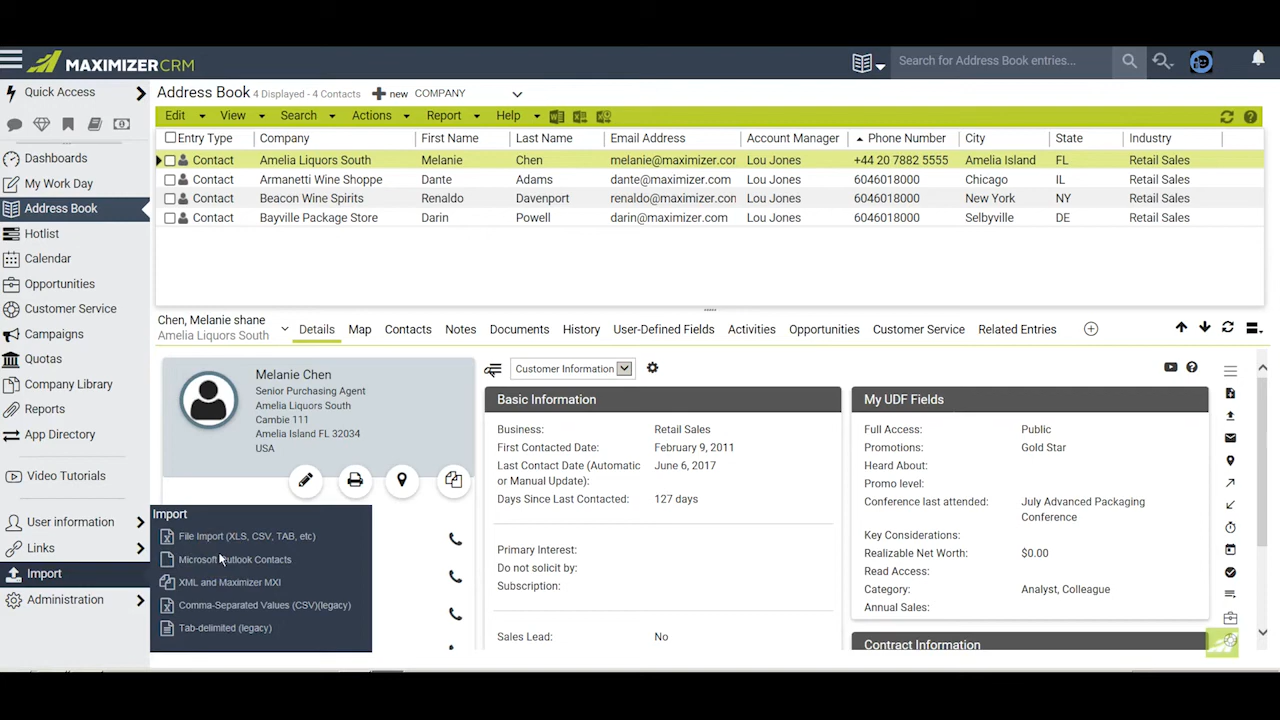 MAXIMIZER CRM
Search for Address Book entries...
Quick Access
Dashboards
My Work Day
Address Book
Hotlist
Calendar
Opportunities
Customer Service
Campaigns
Quotas
Company Library
Reports
App Directory
Video Tutorials
User information
Links
Import
Administration
Address Book 4 Displayed - 4 Contacts new COMPANY
Edit View Search Actions Report Help
Entry Type Company First Name Last Name Email Address Account Manager Phone Number City State Industry
Contact Amelia Liquors South Melanie Chen melanie@maximizer.cor Lou Jones +44 20 7882 5555 Amelia Island FL Retail Sales
Contact Armanetti Wine Shoppe Dante Adams dante@maximizer.com Lou Jones 6046018000 Chicago IL Retail Sales
Contact Beacon Wine Spirits Renaldo Davenport renaldo@maximizer.con Lou Jones 6046018000 New York NY Retail Sales
Contact Bayville Package Store Darin Powell darin@maximizer.com Lou Jones 6046018000 Selbyville DE Retail Sales
Chen, Melanie shane
Amelia Liquors South
Details Map Contacts Notes Documents History User-Defined Fields Activities Opportunities Customer Service Related Entries
Melanie Chen
Senior Purchasing Agent
Amelia Liquors South
Cambie 111
Amelia Island FL 32034
USA
Import
File Import (XLS, CSV, TAB, etc)
Microsoft Outlook Contacts
XML and Maximizer MXI
Comma-Separated Values (CSV)(legacy)
Tab-delimited (legacy)
Customer Information
Basic Information
Business: Retail Sales
First Contacted Date: February 9, 2011
Last Contact Date (Automatic June 6, 2017
or Manual Update):
Days Since Last Contacted: 127 days
Primary Interest:
Do not solicit by:
Subscription:
Sales Lead: No
My UDF Fields
Full Access: Public
Promotions: Gold Star
Heard About:
Promo level:
Conference last attended: July Advanced Packaging
Conference
Key Considerations:
Realizable Net Worth: $0.00
Read Access:
Category: Analyst, Colleague
Annual Sales:
Contract Information